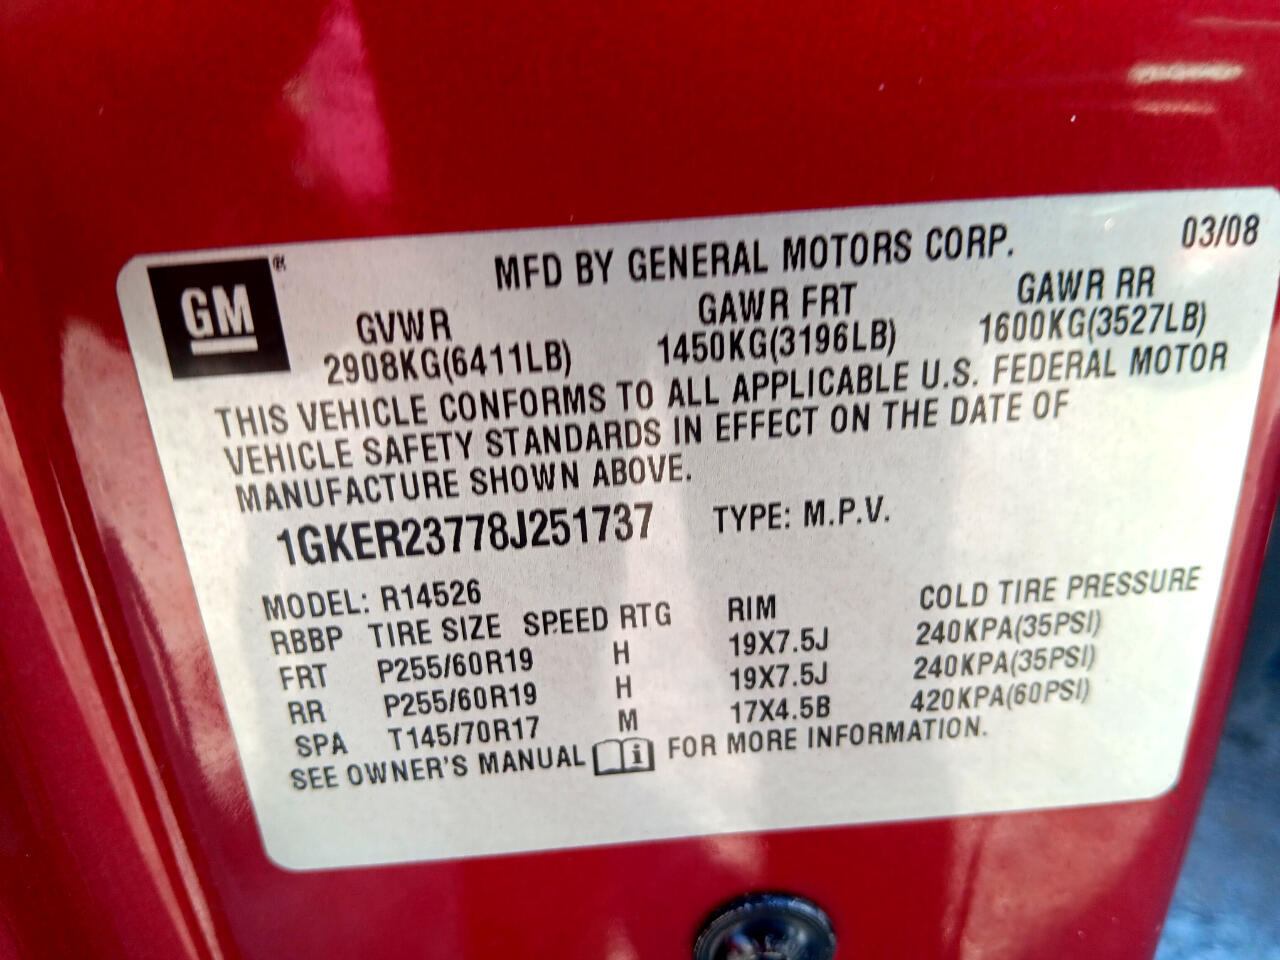 GM ®
MFD BY GENERAL MOTORS CORP. 03/08
GVWR GAWR FRT GAWR RR
2908KG(6411LB) 1450KG(3196LB) 1600KG(3527LB)
THIS VEHICLE CONFORMS TO ALL APPLICABLE U.S. FEDERAL MOTOR
VEHICLE SAFETY STANDARDS IN EFFECT ON THE DATE OF
MANUFACTURE SHOWN ABOVE.
1GKER23778J251737 TYPE: M.P.V.
MODEL: R14526
RBBP TIRE SIZE SPEED RTG RIM COLD TIRE PRESSURE
FRT P255/60R19 H 19X7.5J 240KPA(35PSI)
RR P255/60R19 H 19X7.5J 240KPA(35PSI)
SPA T145/70R17 M 17X4.5B 420KPA(60PSI)
SEE OWNER'S MANUAL i FOR MORE INFORMATION.